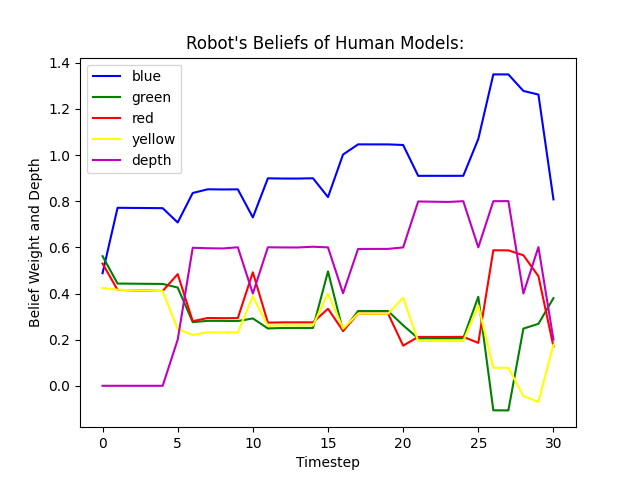 Robot's Beliefs of Human Models:
blue
green
red
yellow
depth
Belief Weight and Depth
1.4
1.2
1.0
0.8
0.6
0.4
0.2
0.0
0 5 10 15 20 25 30
Timestep